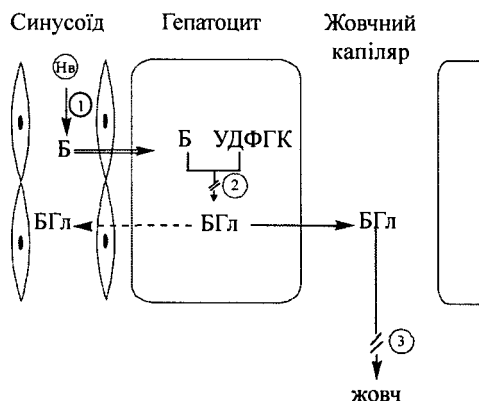 Синусоїд Гепатоцит Жовчний
капіляр
Нв
1
Б
Б УДФГК
2
БГл БГл БГл
3
жовч